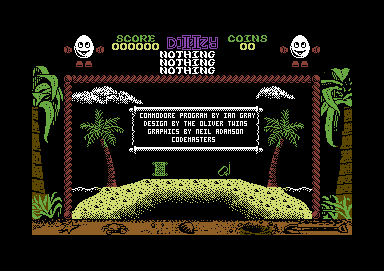 SCORE DIZZY COINS
000000 00
NOTHING
NOTHING
NOTHING
COMMODORE PROGRAM BY IAN GRAY
DESIGN BY THE OLIVER TWINS
GRAPHICS BY NEIL ADAMSON
CODEMASTERS